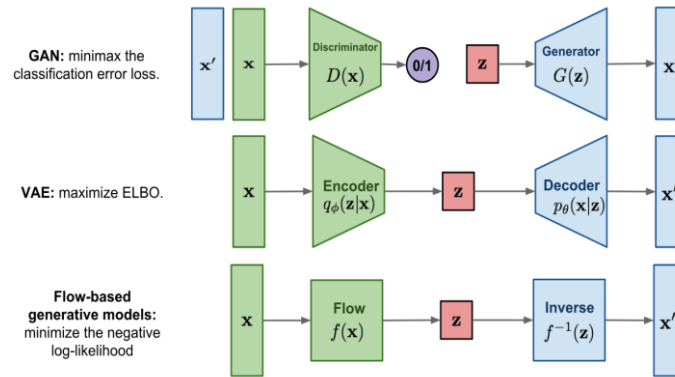 GAN: minimax the
classification error loss.
x′
x
Discriminator
D(x)
0/1
z
Generator
G(z)
x
VAE: maximize ELBO.
x
Encoder
qϕ(z|x)
z
Decoder
pθ(x|z)
x′
Flow-based
generative models:
minimize the negative
log-likelihood
x
Flow
f(x)
z
Inverse
f⁻¹(z)
x′